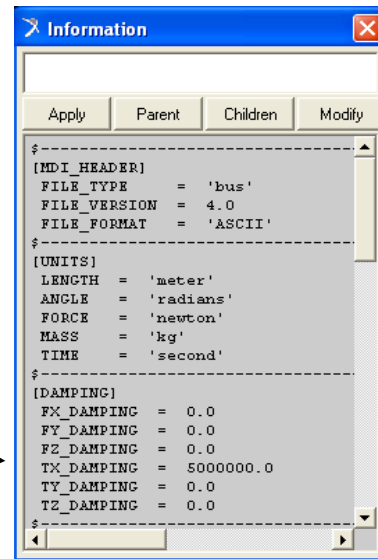 Information
Apply Parent Children Modify
$--------------------------------------
[MDI_HEADER]
FILE_TYPE = 'bus'
FILE_VERSION = 4.0
FILE_FORMAT = 'ASCII'
$--------------------------------------
[UNITS]
LENGTH = 'meter'
ANGLE = 'radians'
FORCE = 'newton'
MASS = 'kg'
TIME = 'second'
$--------------------------------------
[DAMPING]
FX_DAMPING = 0.0
FY_DAMPING = 0.0
FZ_DAMPING = 0.0
TX_DAMPING = 5000000.0
TY_DAMPING = 0.0
TZ_DAMPING = 0.0
$--------------------------------------